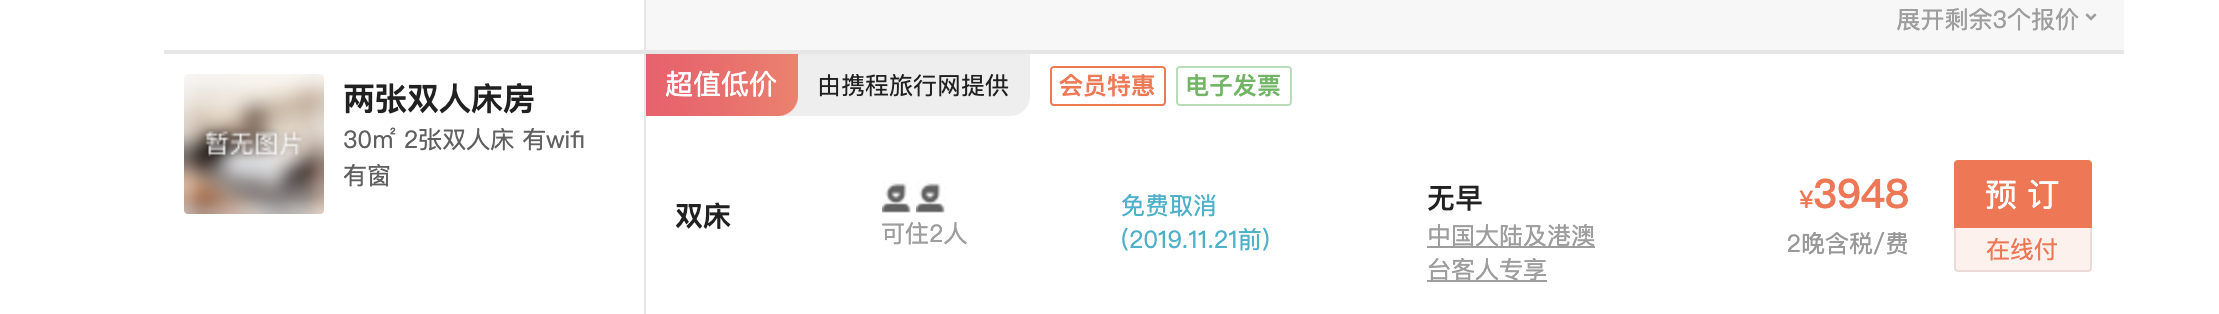 展开剩余3个报价
超值低价 由携程旅行网提供 会员特惠 电子发票
暂无图片
两张双人床房
30㎡ 2张双人床 有wifi
有窗
双床
可住2人
免费取消
(2019.11.21前)
无早
中国大陆及港澳
台客人专享
¥3948
2晚含税/费
预订
在线付